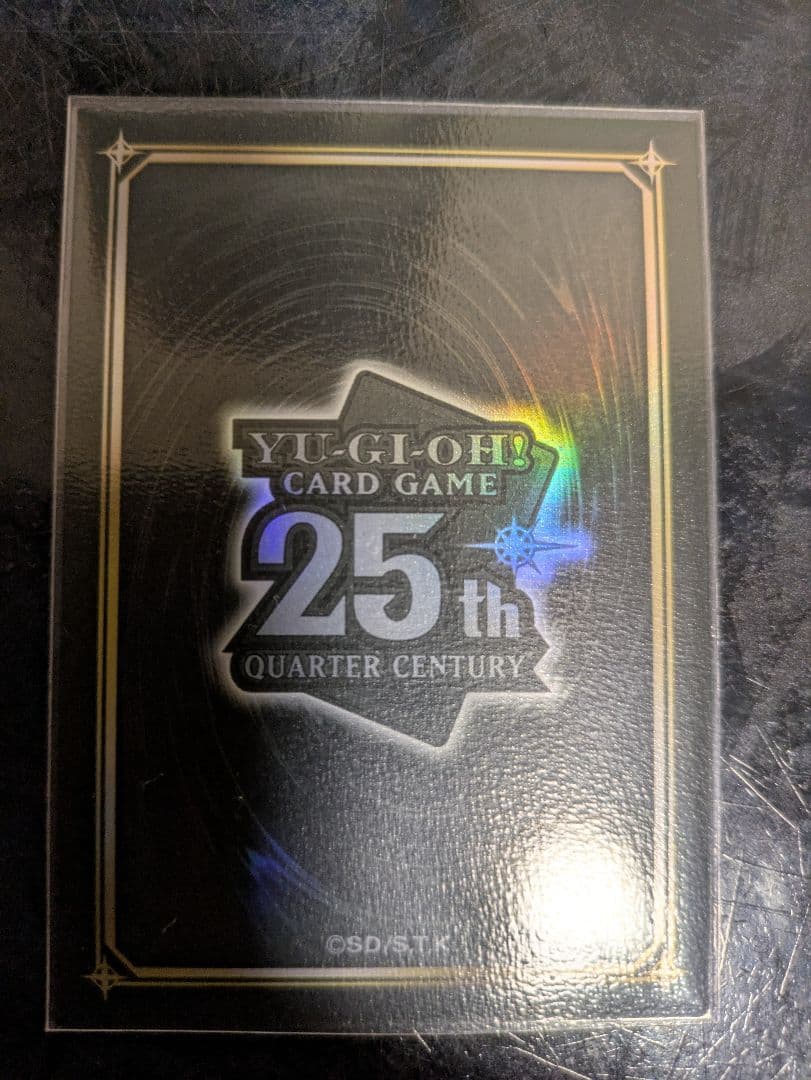 YU-GI-OH!
CARD GAME
25th
QUARTER CENTURY
©SD/S.T K